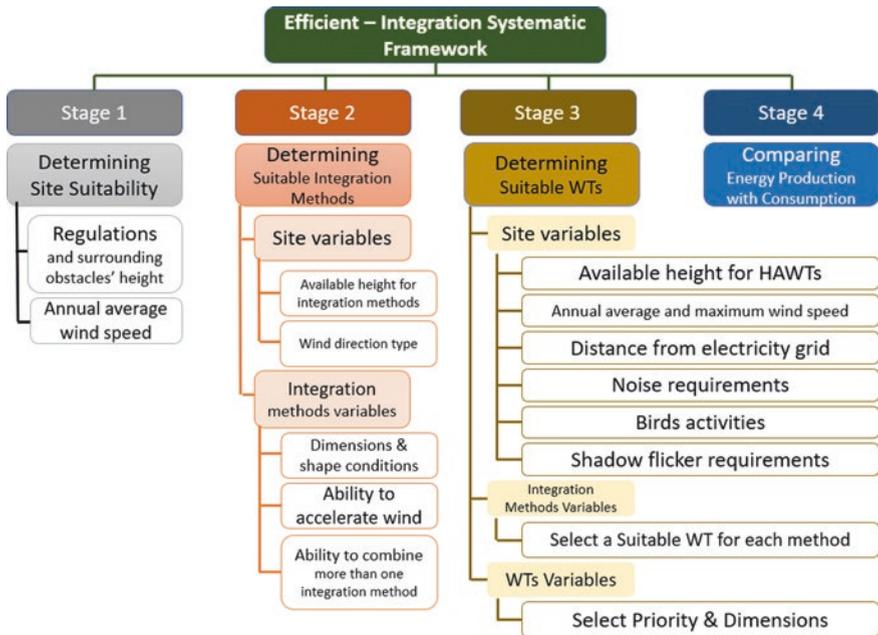 Efficient – Integration Systematic
Framework
Stage 1
Determining
Site Suitability
Regulations
and surrounding
obstacles' height
Annual average
wind speed
Stage 2
Determining
Suitable Integration
Methods
Site variables
Available height for
integration methods
Wind direction type
Integration
methods variables
Dimensions &
shape conditions
Ability to
accelerate wind
Ability to combine
more than one
integration method
Stage 3
Determining
Suitable WTs
Site variables
Available height for HAWTs
Annual average and maximum wind speed
Distance from electricity grid
Noise requirements
Birds activities
Shadow flicker requirements
Integration
Methods Variables
Select a Suitable WT for each method
WTs Variables
Select Priority & Dimensions
Stage 4
Comparing
Energy Production
with Consumption